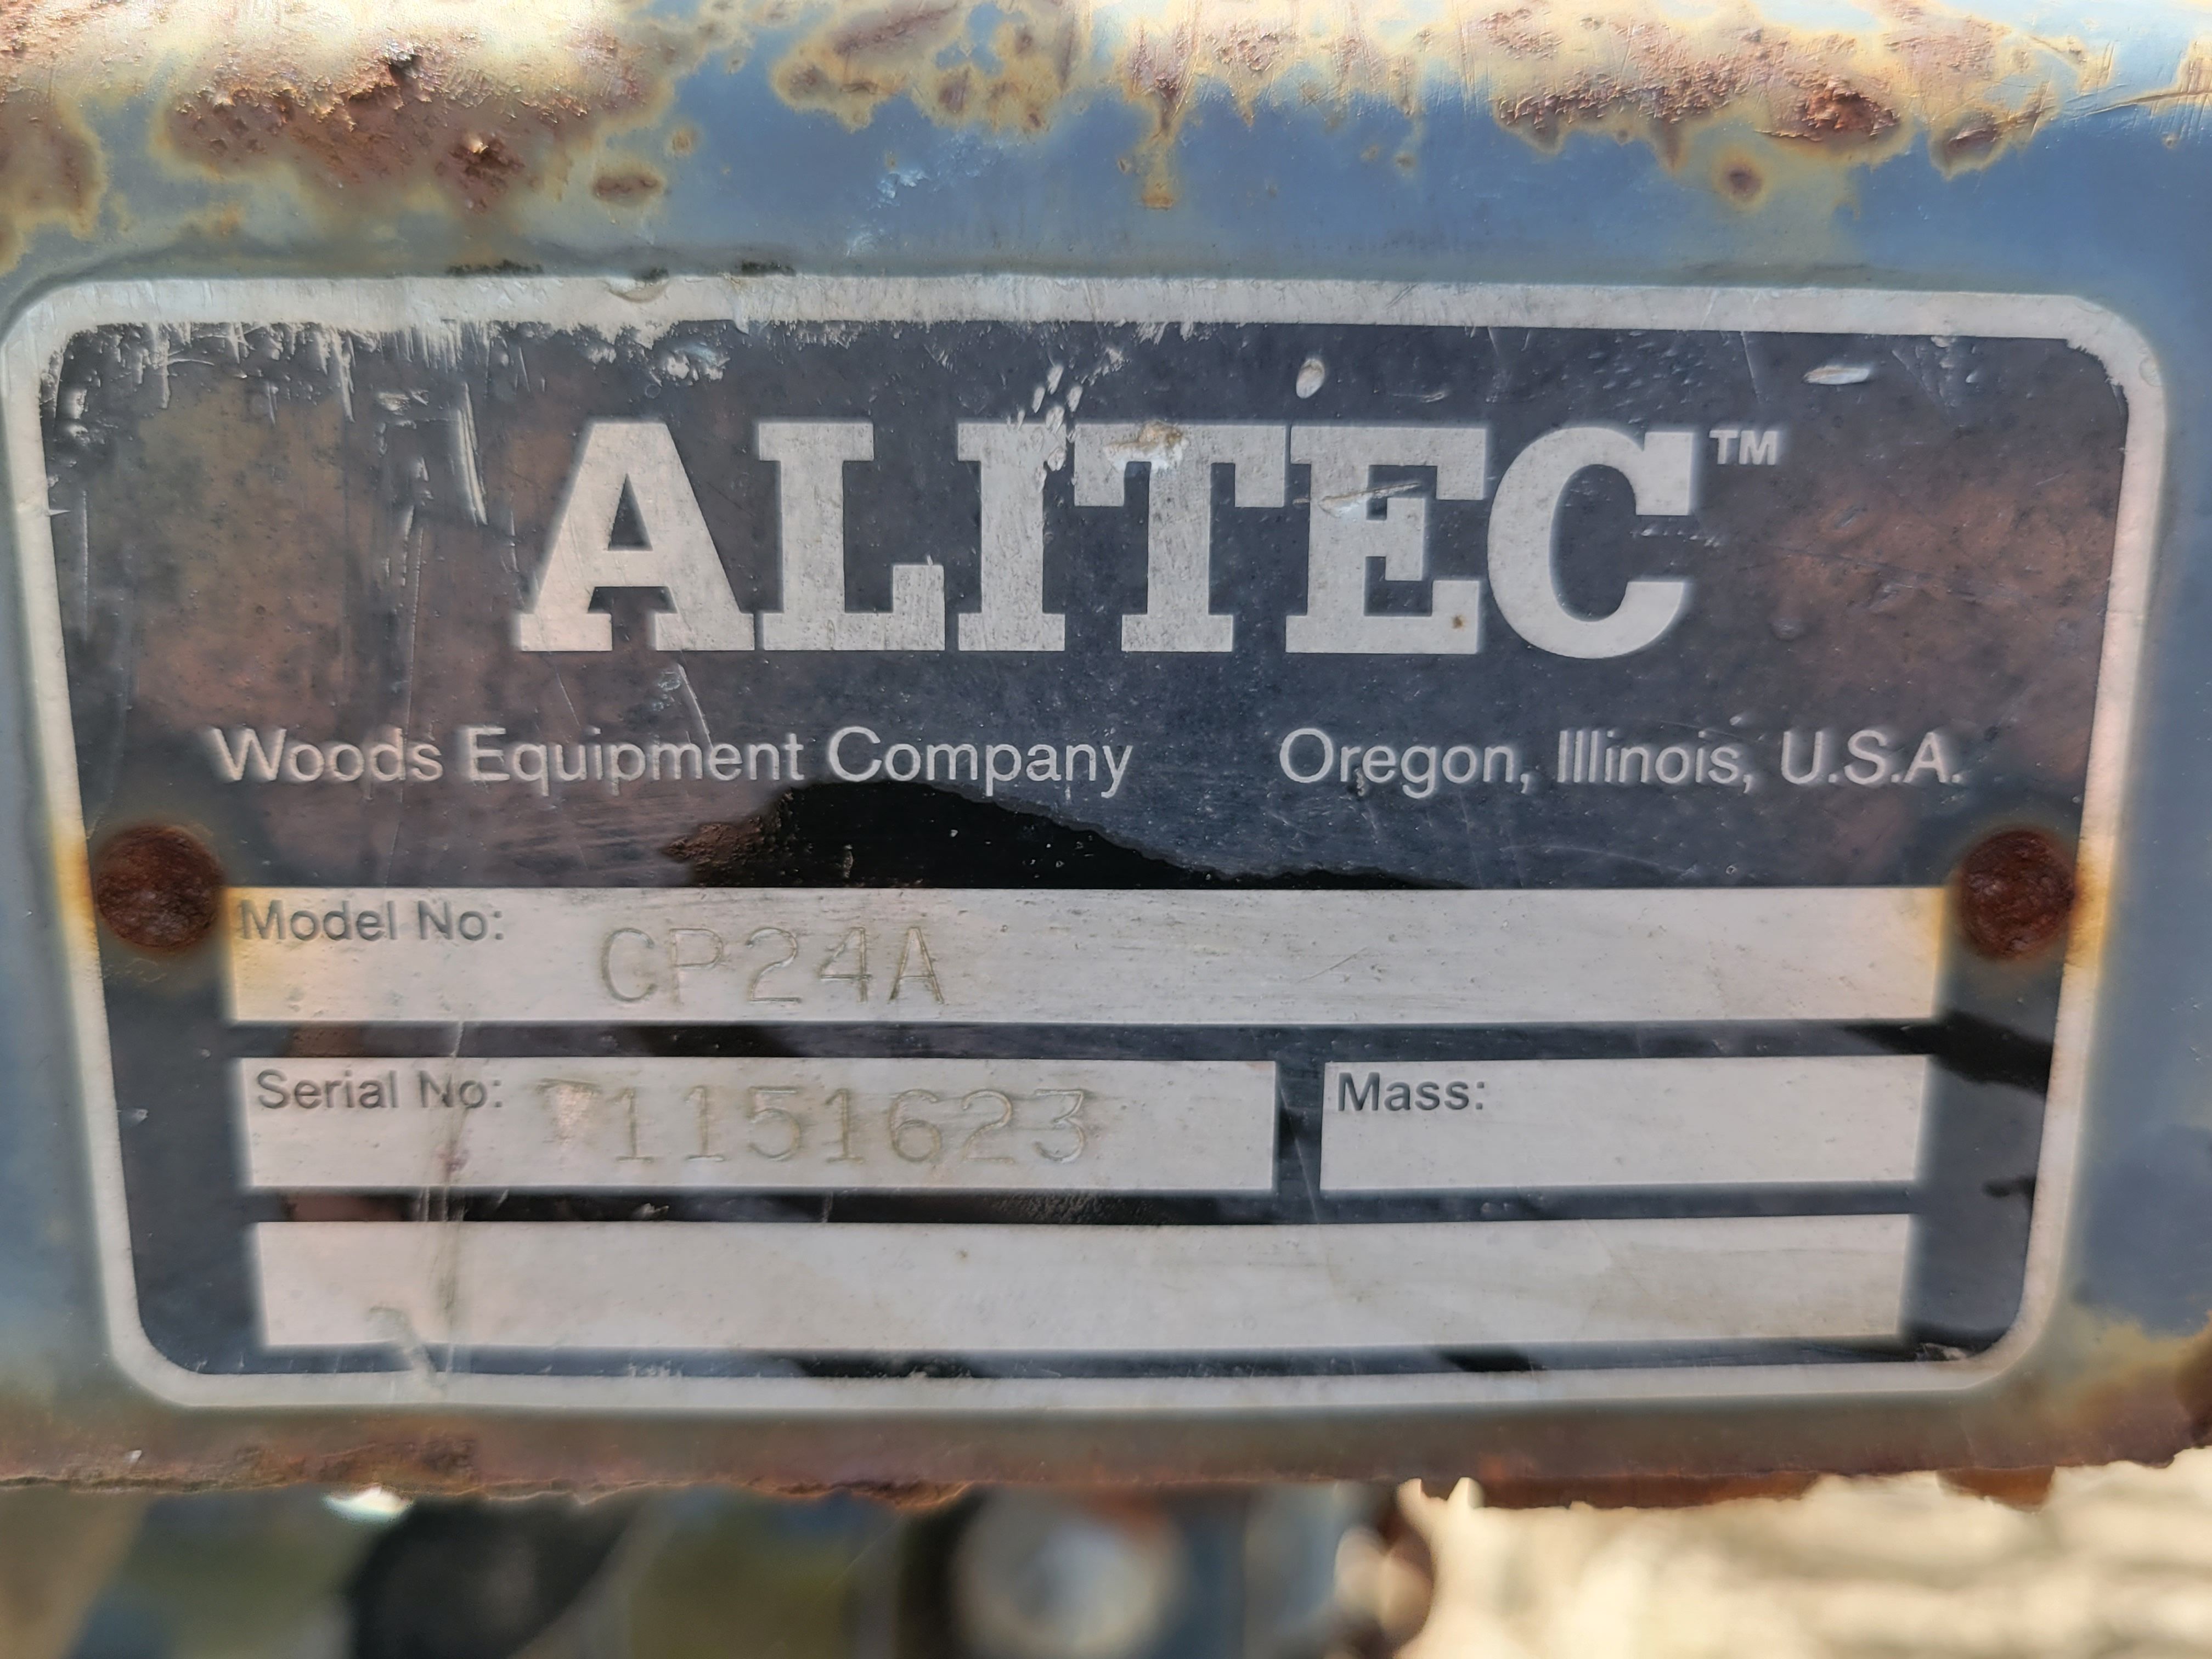 ALITEC™
Woods Equipment Company Oregon, Illinois, U.S.A.
Model No: CP24A
Serial No: 1151623
Mass: